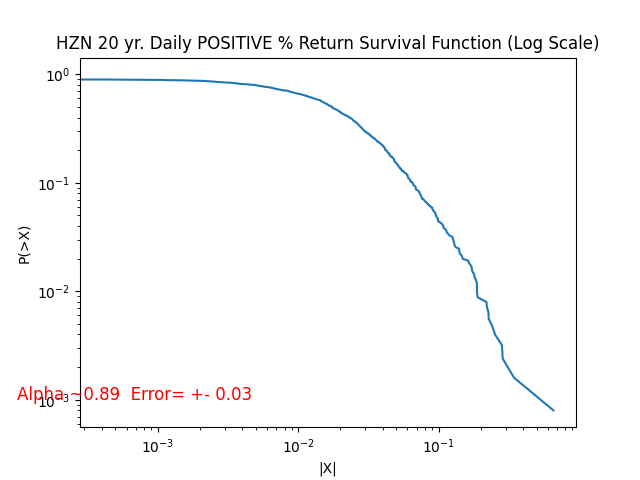 HZN 20 yr. Daily POSITIVE % Return Survival Function (Log Scale)
10⁰
10⁻¹
P(>X)
10⁻²
10⁻³
Alpha ~0.89  Error= +- 0.03
10⁻³ 10⁻² 10⁻¹
|X|